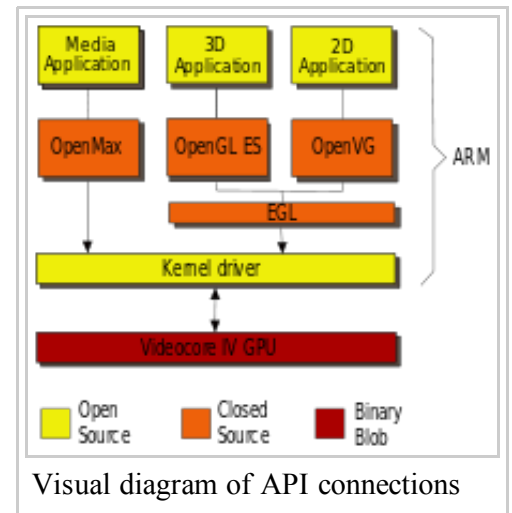 Media
Application
3D
Application
2D
Application
OpenMax
OpenGL ES
OpenVG
ARM
EGL
Kernel driver
Videocore IV GPU
Open
Source
Closed
Source
Binary
Blob
Visual diagram of API connections